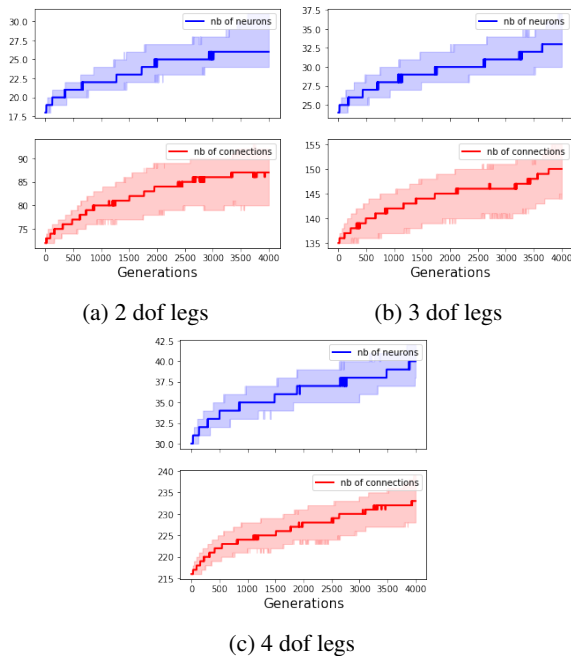 30.0
27.5
25.0
22.5
20.0
17.5
nb of neurons
90
85
80
75
nb of connections
0 500 1000 1500 2000 2500 3000 3500 4000
Generations
(a) 2 dof legs
37.5
35.0
32.5
30.0
27.5
25.0
nb of neurons
155
150
145
140
135
nb of connections
0 500 1000 1500 2000 2500 3000 3500 4000
Generations
(b) 3 dof legs
42.5
40.0
37.5
35.0
32.5
30.0
nb of neurons
240
235
230
225
220
215
nb of connections
0 500 1000 1500 2000 2500 3000 3500 4000
Generations
(c) 4 dof legs